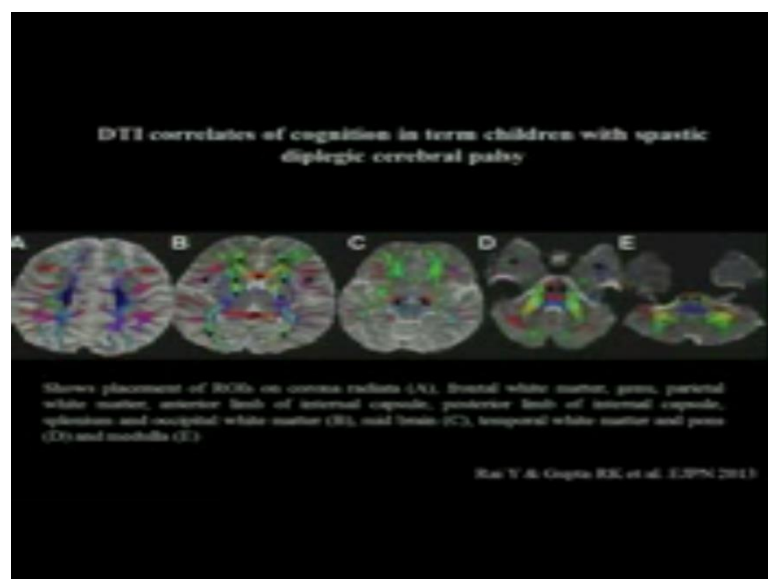 DTI correlates of cognition in term children with spastic
diplegic cerebral palsy
A B C D E
Shows placement of ROIs on corona radiata (A), frontal white matter, genu, parietal
white matter, anterior limb of internal capsule, posterior limb of internal capsule,
splenium and occipital white matter (B), mid brain (C), temporal white matter and pons
(D) and medulla (E)
Rai Y & Gupta RK et al. EJPN 2013